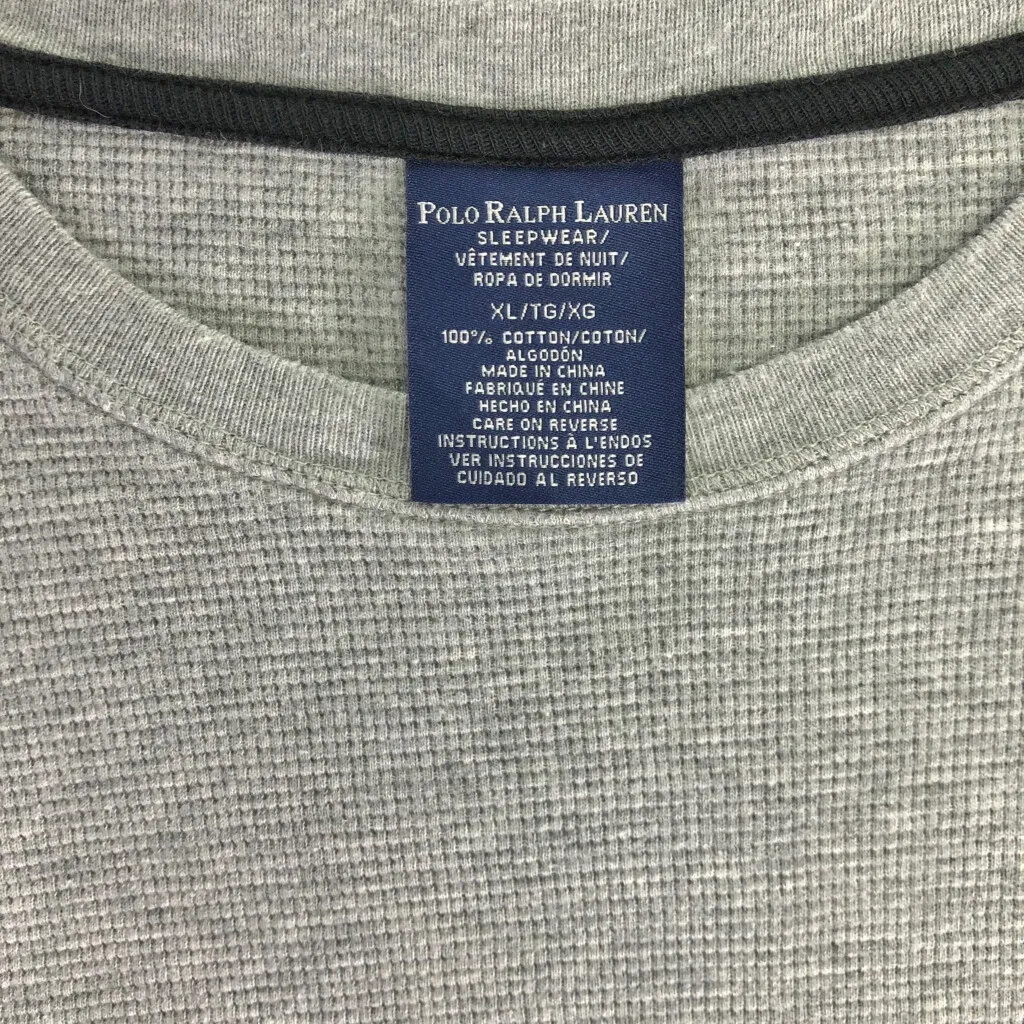 POLO RALPH LAUREN
SLEEPWEAR/
VÊTEMENT DE NUIT/
ROPA DE DORMIR
XL/TG/XG
100% COTTON/COTON/
ALGODÓN
MADE IN CHINA
FABRIQUÉ EN CHINE
HECHO EN CHINA
CARE ON REVERSE
INSTRUCTIONS À L'ENDOS
VER INSTRUCCIONES DE
CUIDADO AL REVERSO